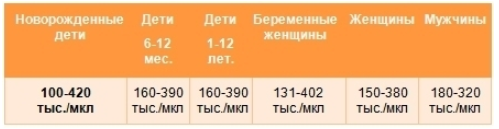 Новорожденные дети
Дети 6-12 мес.
Дети 1-12 лет.
Беременные женщины
Женщины
Мужчины
100-420 тыс./мкл
160-390 тыс./мкл
160-390 тыс./мкл
131-402 тыс./мкл
150-380 тыс./мкл
180-320 тыс./мкл